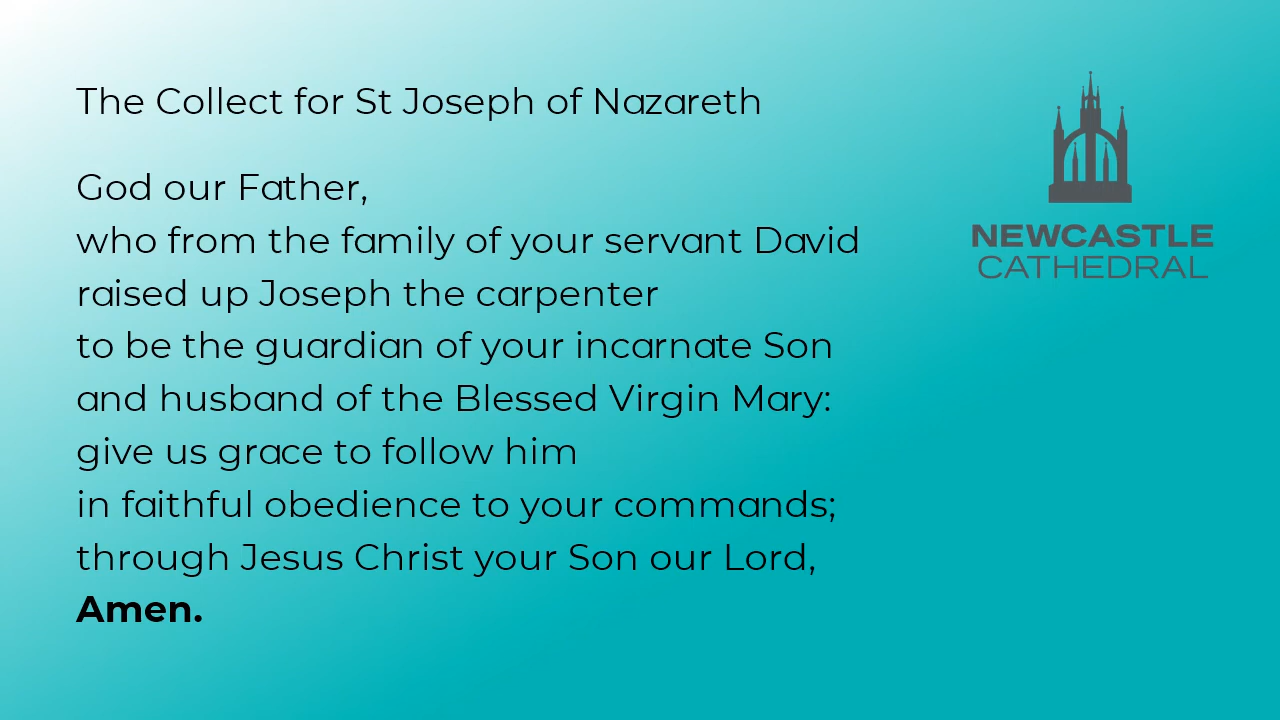 The Collect for St Joseph of Nazareth
God our Father,
who from the family of your servant David
raised up Joseph the carpenter
to be the guardian of your incarnate Son
and husband of the Blessed Virgin Mary:
give us grace to follow him
in faithful obedience to your commands;
through Jesus Christ your Son our Lord,
Amen.
NEWCASTLE
CATHEDRAL